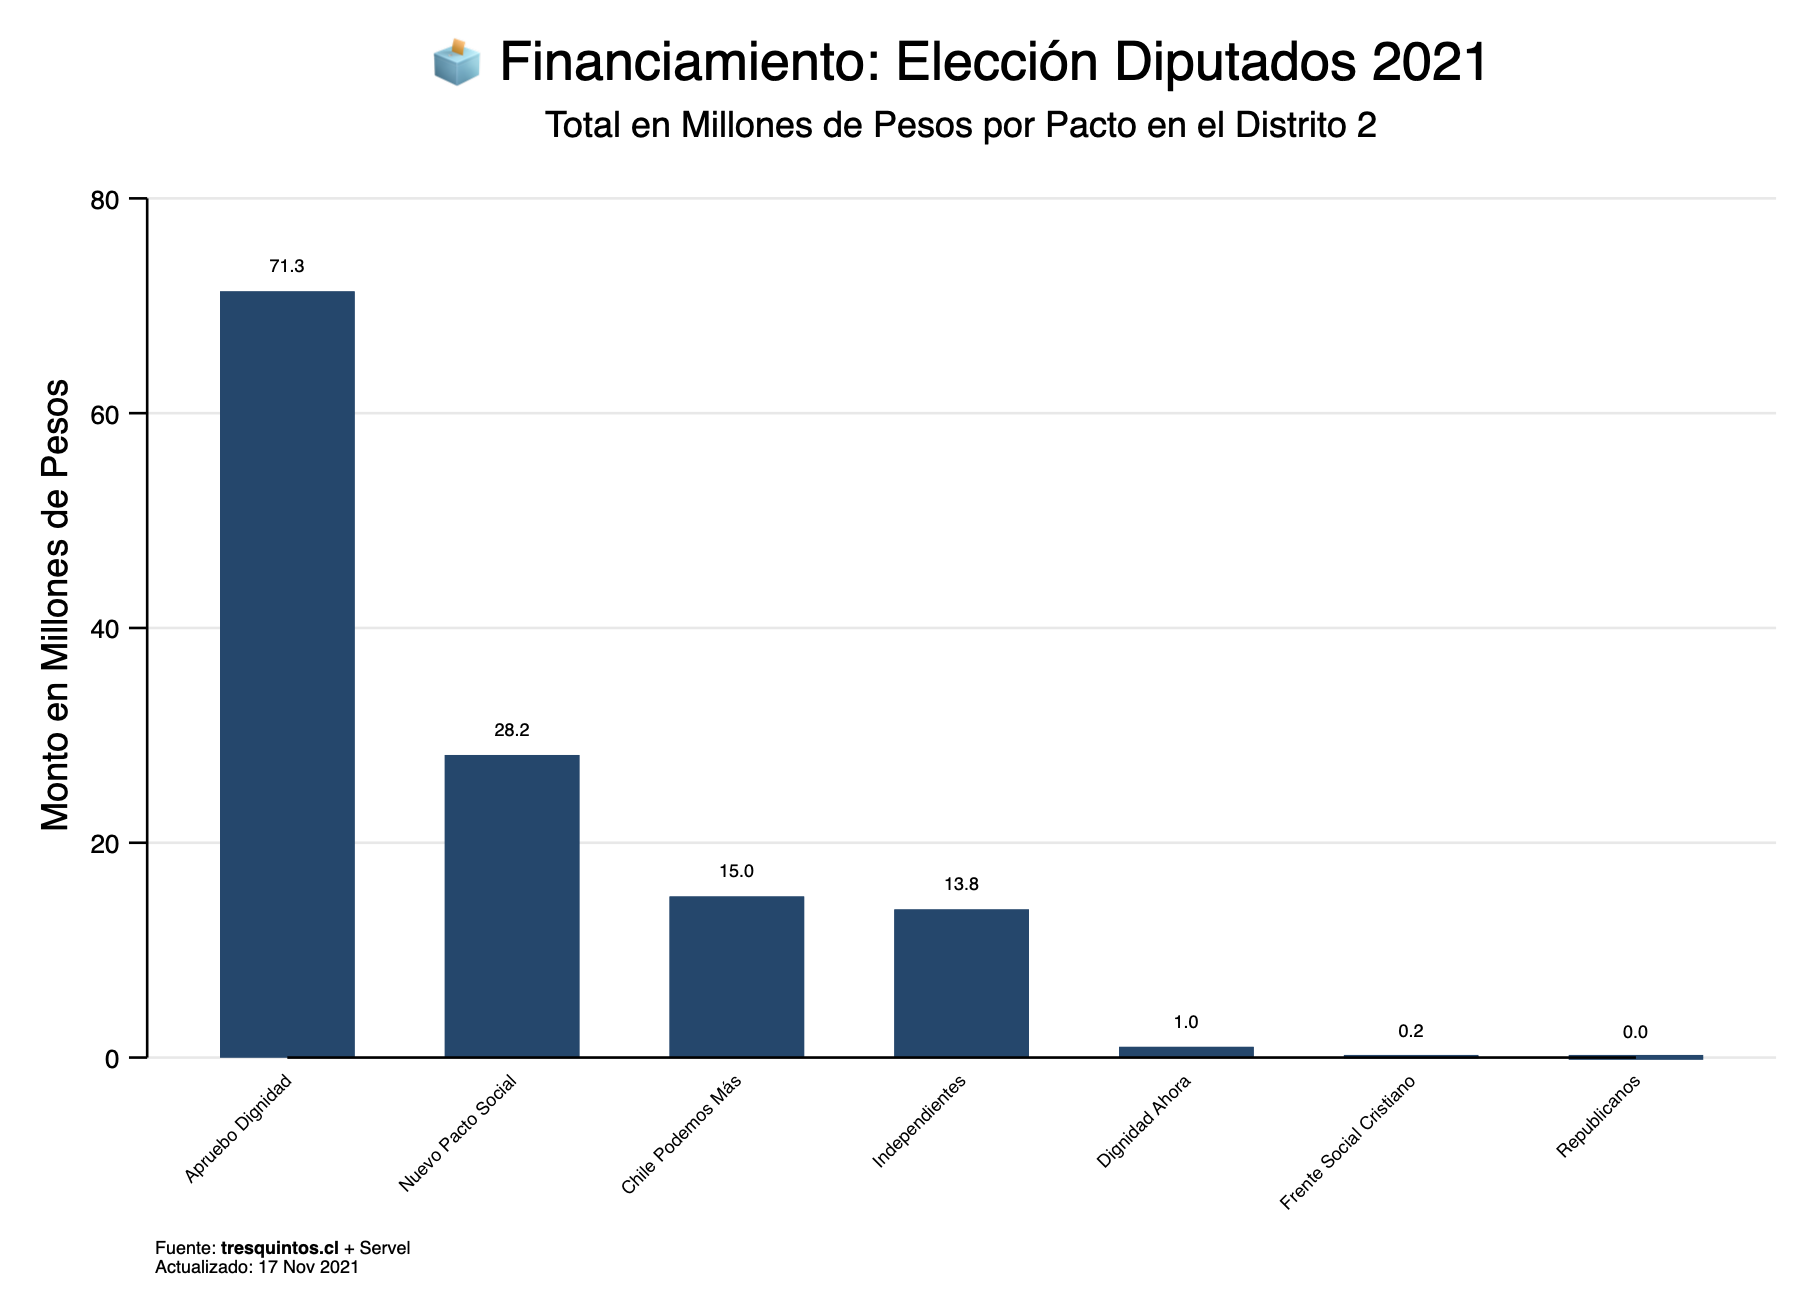 Financiamiento: Elección Diputados 2021
Total en Millones de Pesos por Pacto en el Distrito 2
Monto en Millones de Pesos
80
60
40
20
0
71.3
28.2
15.0
13.8
1.0
0.2
0.0
Apruebo Dignidad
Nuevo Pacto Social
Chile Podemos Más
Independientes
Dignidad Ahora
Frente Social Cristiano
Republicanos
Fuente: tresquintos.cl + Servel
Actualizado: 17 Nov 2021